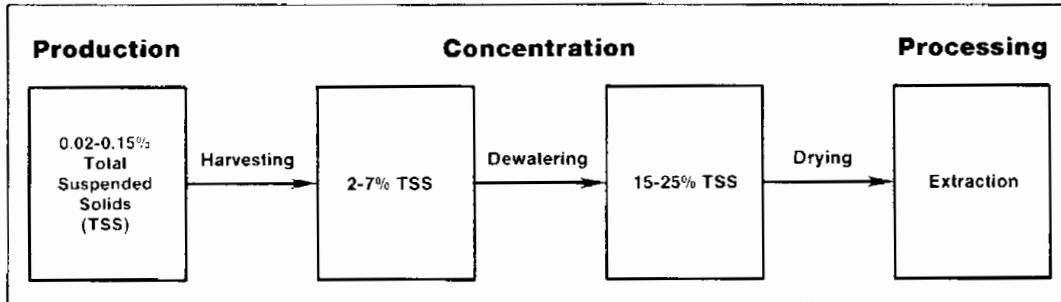 Production
Concentration
Processing
0.02-0.15%
Total
Suspended
Solids
(TSS)
Harvesting
2-7% TSS
Dewalering
15-25% TSS
Drying
Extraction